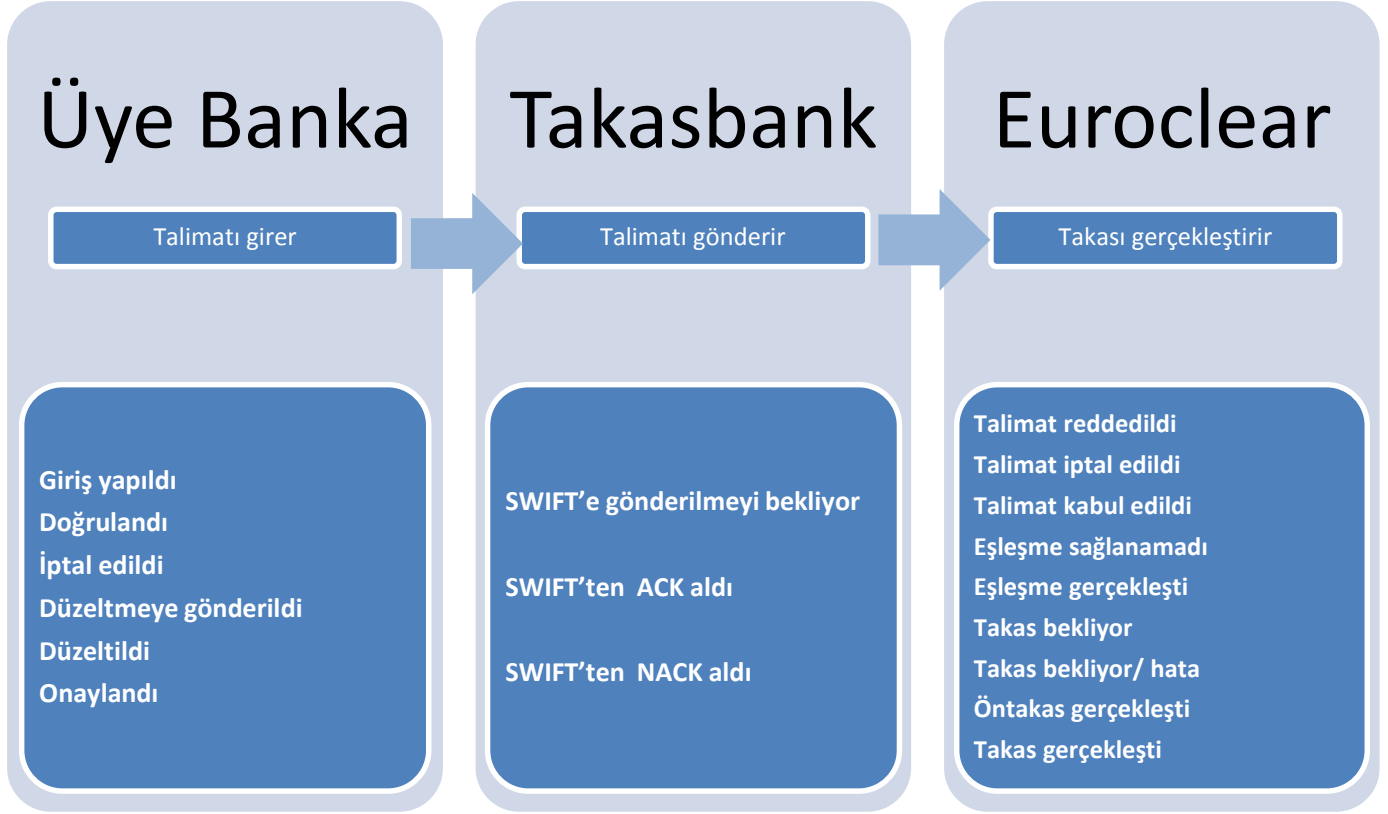 Üye Banka
Talimatı girer
Giriş yapıldı
Doğrulandı
İptal edildi
Düzeltmeye gönderildi
Düzeltildi
Onaylandı
Takasbank
Talimatı gönderir
SWIFT’e gönderilmeyi bekliyor
SWIFT’ten  ACK aldı
SWIFT’ten  NACK aldı
Euroclear
Takası gerçekleştirir
Talimat reddedildi
Talimat iptal edildi
Talimat kabul edildi
Eşleşme sağlanamadı
Eşleşme gerçekleşti
Takas bekliyor
Takas bekliyor/ hata
Öntakas gerçekleşti
Takas gerçekleşti